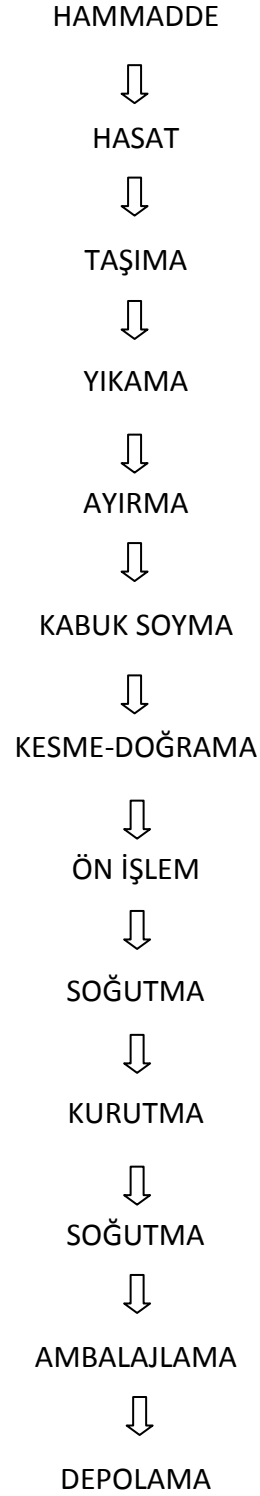 HAMMADDE
HASAT
TAŞIMA
YIKAMA
AYIRMA
KABUK SOYMA
KESME-DOĞRAMA
ÖN İŞLEM
SOĞUTMA
KURUTMA
SOĞUTMA
AMBALAJLAMA
DEPOLAMA